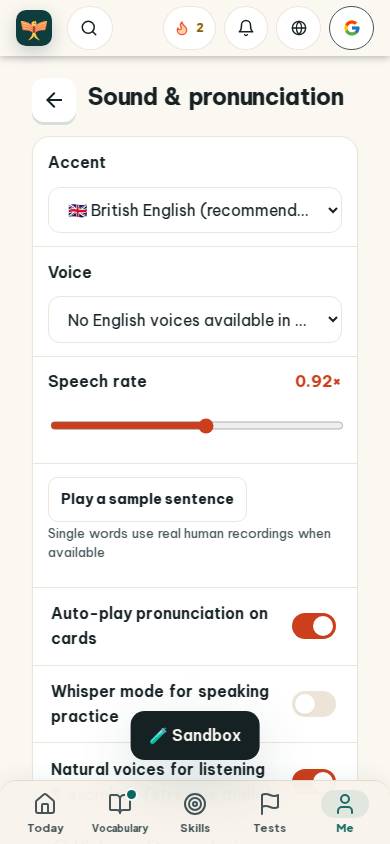 2
Sound & pronunciation
Accent
🇬🇧 British English (recommend...
Voice
No English voices available in ...
Speech rate
0.92×
Play a sample sentence
Single words use real human recordings when
available
Auto-play pronunciation on
cards
Whisper mode for speaking
practice
🧪 Sandbox
Natural voices for listening
Today
Vocabulary
Skills
Tests
Me